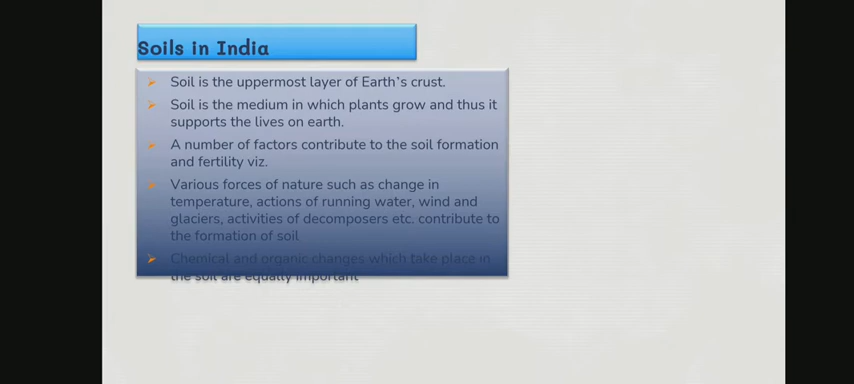 Soils in India
Soil is the uppermost layer of Earth's crust.
Soil is the medium in which plants grow and thus it
supports the lives on earth.
A number of factors contribute to the soil formation
and fertility viz.
Various forces of nature such as change in
temperature, actions of running water, wind and
glaciers, activities of decomposers etc. contribute to
the formation of soil
Chemical and organic changes which take place in
the soil are equally important